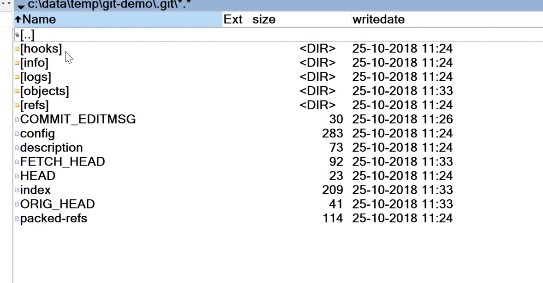 c:\data\temp\git-demo\.git\*.*
Name Ext size writedate
[..]
[hooks] <DIR> 25-10-2018 11:24
[info] <DIR> 25-10-2018 11:24
[logs] <DIR> 25-10-2018 11:24
[objects] <DIR> 25-10-2018 11:33
[refs] <DIR> 25-10-2018 11:24
COMMIT_EDITMSG 30 25-10-2018 11:26
config 283 25-10-2018 11:24
description 73 25-10-2018 11:24
FETCH_HEAD 92 25-10-2018 11:33
HEAD 23 25-10-2018 11:24
index 209 25-10-2018 11:33
ORIG_HEAD 41 25-10-2018 11:33
packed-refs 114 25-10-2018 11:24